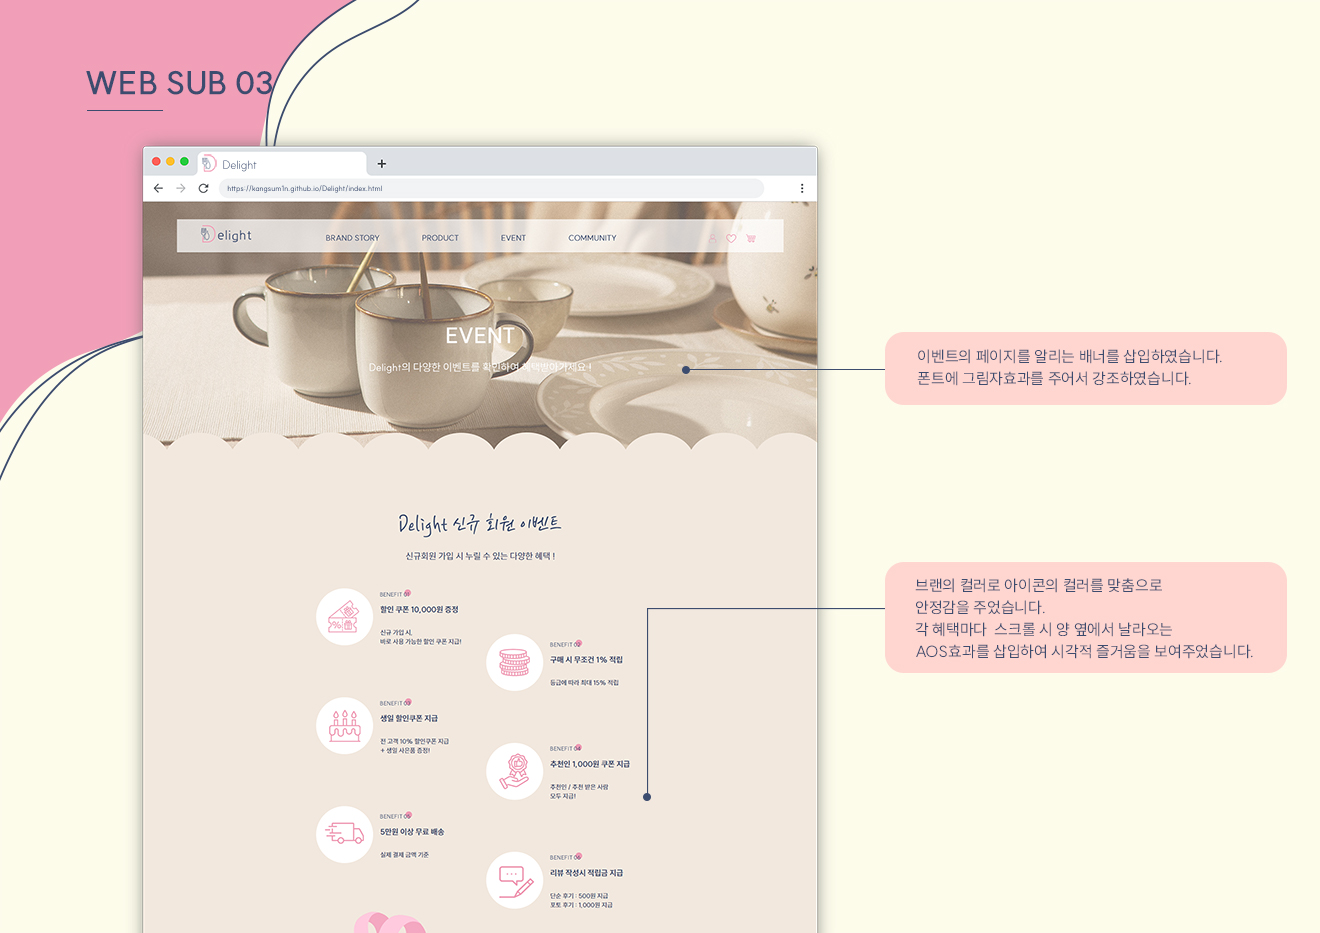 WEB SUB 03
Delight
https://kangsum1n.github.io/Delight/index.html
Delight
BRAND STORY
PRODUCT
EVENT
COMMUNITY
EVENT
Delight의 다양한 이벤트를 확인하여 혜택받아가세요 !
이벤트의 페이지를 알리는 배너를 삽입하였습니다.
폰트에 그림자효과를 주어서 강조하였습니다.
Delight 신규 회원 이벤트
신규회원 가입 시 누릴 수 있는 다양한 혜택 !
브랜의 컬러로 아이콘의 컬러를 맞춤으로
안정감을 주었습니다.
각 혜택마다 스크롤 시 양 옆에서 날라오는
AOS효과를 삽입하여 시각적 즐거움을 보여주었습니다.
BENEFIT 01
할인 쿠폰 10,000원 증정
신규 가입 시,
바로 사용 가능한 할인 쿠폰 지급!
BENEFIT 02
구매 시 무조건 1% 적립
등급에 따라 최대 15% 적립
BENEFIT 03
생일 할인쿠폰 지급
전 고객 10% 할인쿠폰 지급
+ 생일 사은품 증정!
BENEFIT 04
추천인 1,000원 쿠폰 지급
추천인 / 추천 받은 사람
모두 지급!
BENEFIT 05
5만원 이상 무료 배송
실제 결제 금액 기준
BENEFIT 06
리뷰 작성시 적립금 지급
단순 후기 : 500원 지급
포토 후기 : 1,000원 지급